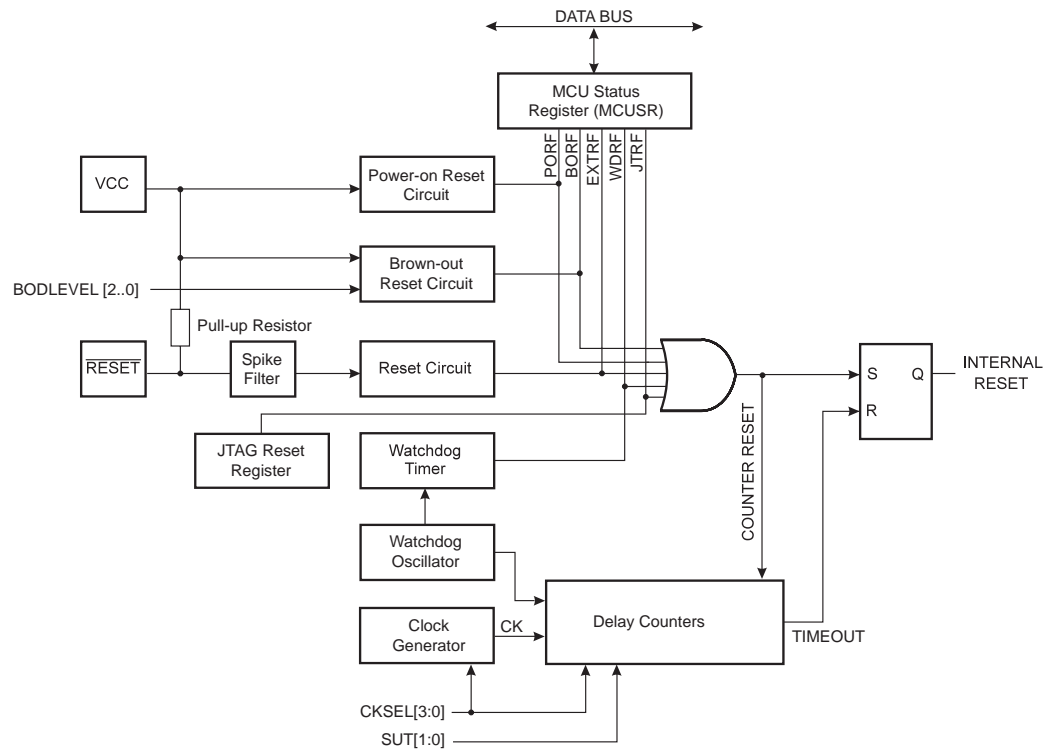 DATA BUS
MCU Status
Register (MCUSR)
PORF
BORF
EXTRF
WDRF
JTRF
VCC
Power-on Reset
Circuit
Brown-out
Reset Circuit
BODLEVEL [2..0]
Pull-up Resistor
RESET
Spike
Filter
Reset Circuit
S
Q
R
INTERNAL
RESET
JTAG Reset
Register
Watchdog
Timer
COUNTER RESET
Watchdog
Oscillator
Clock
Generator
CK
Delay Counters
TIMEOUT
CKSEL[3:0]
SUT[1:0]